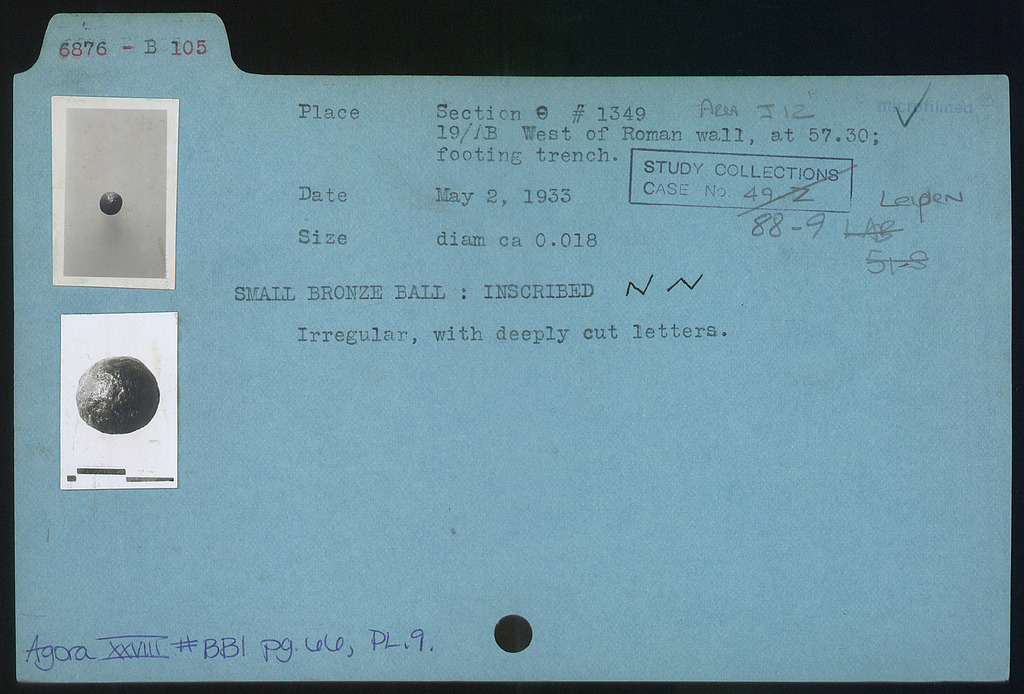 6876 - B 105
microfilmed
Place Section Θ # 1349 Area J 12
19/ΙB West of Roman wall, at 57.30;
footing trench.
STUDY COLLECTIONS
CASE No. 49-Z
88-9
Leiden
LAB
51-9
Date May 2, 1933
Size diam ca 0.018
SMALL BRONZE BALL : INSCRIBED N N
Irregular, with deeply cut letters.
Agora XXVIII #BB1 pg. 66, PL. 9.